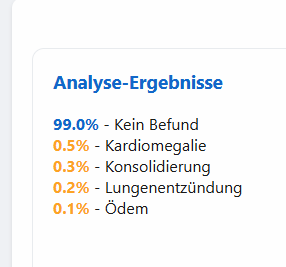 Analyse-Ergebnisse
99.0% - Kein Befund
0.5% - Kardiomegalie
0.3% - Konsolidierung
0.2% - Lungenentzündung
0.1% - Ödem